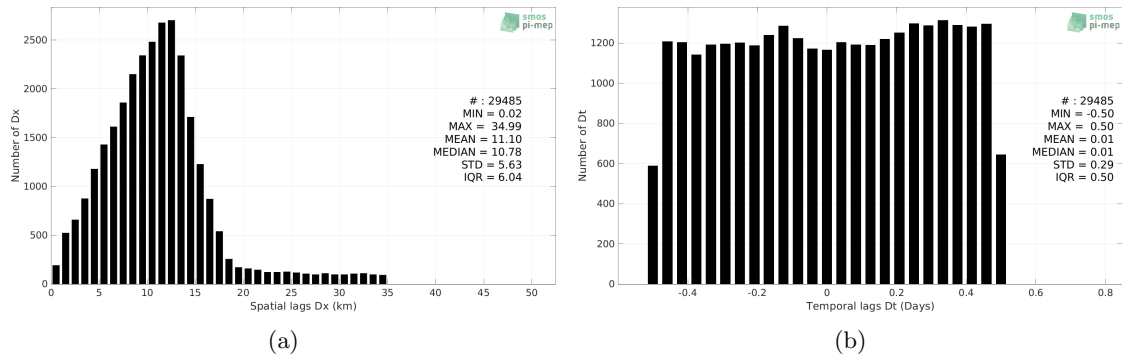 smos
pi-mep
2500
2000
1500
1000
500
0
Number of Dx
# : 29485
MIN = 0.02
MAX = 34.99
MEAN = 11.10
MEDIAN = 10.78
STD = 5.63
IQR = 6.04
0 5 10 15 20 25 30 35 40 45 50
Spatial lags Dx (km)
(a)
smos
pi-mep
1200
1000
800
600
400
200
0
Number of Dt
# : 29485
MIN = -0.50
MAX = 0.50
MEAN = 0.01
MEDIAN = 0.01
STD = 0.29
IQR = 0.50
-0.4 -0.2 0 0.2 0.4 0.6 0.8
Temporal lags Dt (Days)
(b)